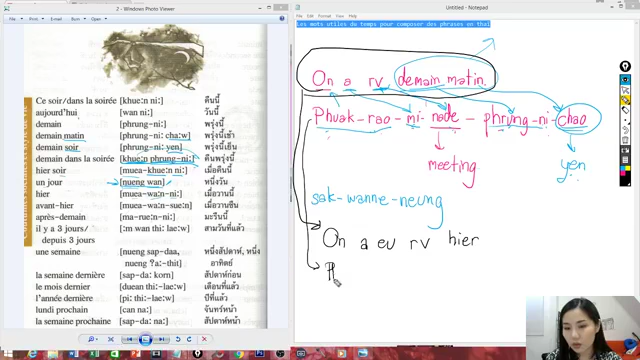 2 - Windows Photo Viewer
Untitled - Paint
Ce soir/dans la soirée [khue:n ni:] คืนนี้
aujourd'hui [wan ni:] วันนี้
demain [phrung-ni:] พรุ่งนี้
demain matin [phrung-ni: cha:w] พรุ่งนี้เช้า
demain soir [phrung-ni: yen] พรุ่งนี้เย็น
demain dans la soirée [khue:n phrung-ni:] คืนพรุ่งนี้
hier soir [muea-khue:n ni:] เมื่อคืนนี้
un jour [nueng wan] หนึ่งวัน
hier [muea-wa:n-ni:] เมื่อวานนี้
avant-hier [muea-wa:n-sue:n] เมื่อวานซืน
après-demain [ma-rue:n-ni:] มะรืนนี้
il y a 3 jours / [:m wan thi:-lae:w] สามวันที่แล้ว
depuis 3 jours
une semaine [nueng sap-daa, หนึ่งสัปดาห์, หนึ่ง
nueng ?a:-thit] อาทิตย์
la semaine dernière [sap-da: korn] สัปดาห์ก่อน
le mois dernier [duean thi:-lae:w] เดือนที่แล้ว
l'année dernière [pi: thi:-lae:w] ปีที่แล้ว
lundi prochain [can na:] จันทร์หน้า
la semaine prochaine [sap-da: na:] สัปดาห์หน้า
Les mots utiles du temps pour composer des phrases en thaï
On a rv demain matin
Phuak-rao-mi-node-phrung-ni-chao
meeting yen
sak-wanne-neung
On a eu rv hier
P